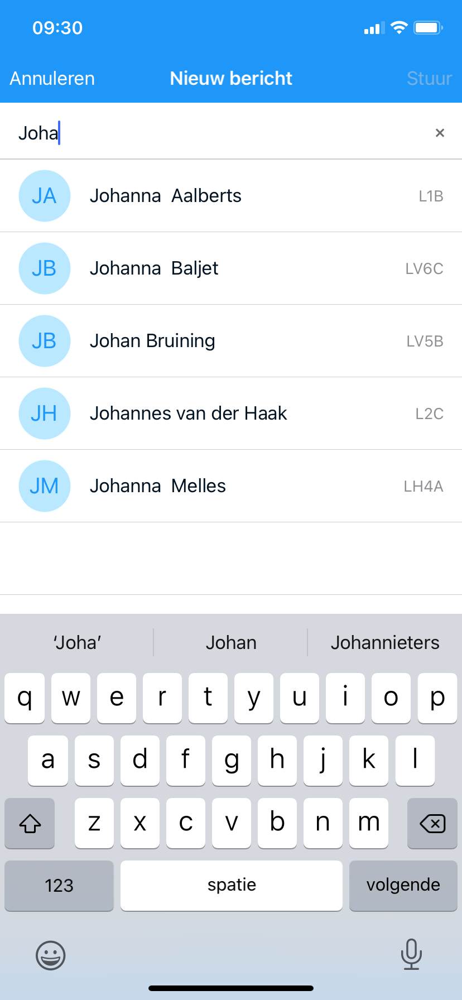 09:30
Annuleren Nieuw bericht Stuur
Joha ×
JA Johanna Aalberts L1B
JB Johanna Baljet LV6C
JB Johan Bruining LV5B
JH Johannes van der Haak L2C
JM Johanna Melles LH4A
‘Joha’ Johan Johannieters
q w e r t y u i o p
a s d f g h j k l
z x c v b n m
123 spatie volgende